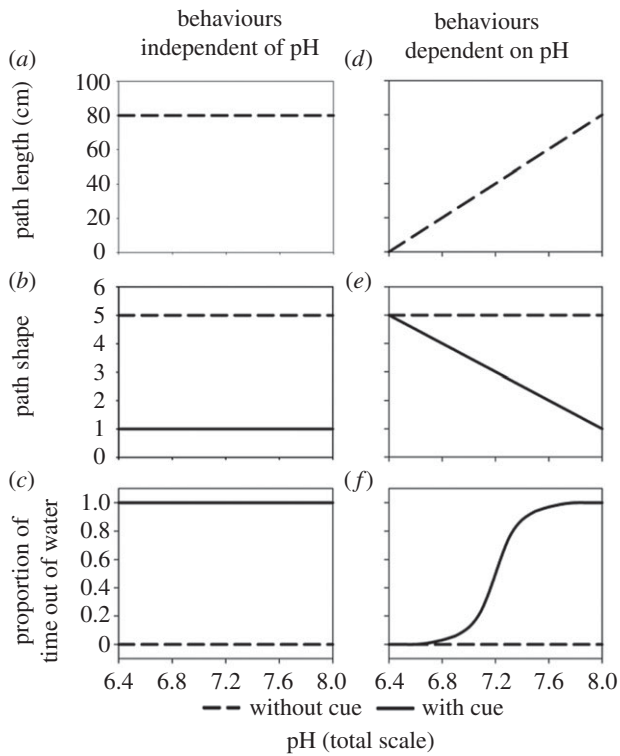 behaviours
independent of pH
behaviours
dependent on pH
(a)
path length (cm)
100
80
60
40
20
0
(d)
(b)
path shape
6
5
4
3
2
1
0
(e)
(c)
proportion of
time out of water
1.0
0.8
0.6
0.4
0.2
0
(f)
6.4 6.8 7.2 7.6 8.0
6.4 6.8 7.2 7.6 8.0
without cue with cue
pH (total scale)